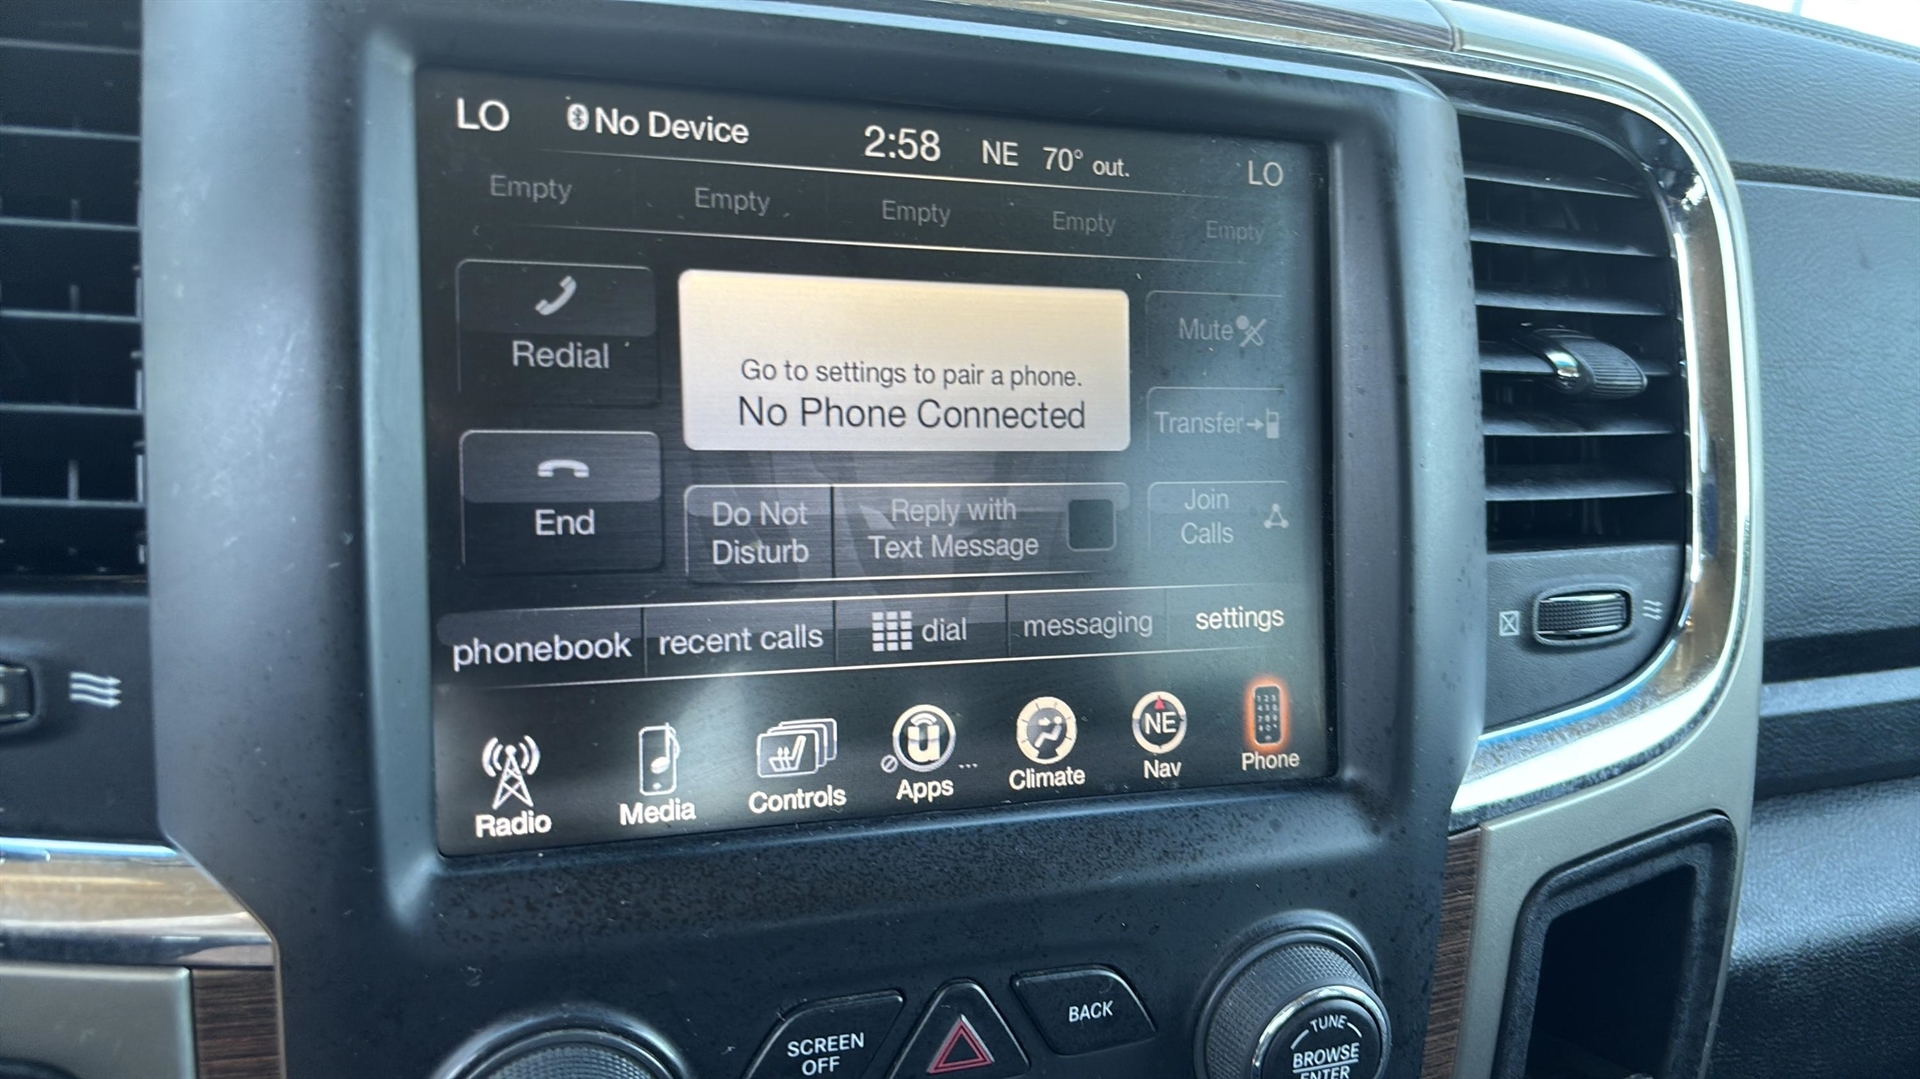 LO No Device 2:58 NE 70° out. LO
Empty Empty Empty Empty Empty
Redial
Go to settings to pair a phone.
No Phone Connected
Mute
Transfer
End
Do Not
Disturb
Reply with
Text Message
Join
Calls
phonebook recent calls dial messaging settings
NE
Radio Media Controls Apps ... Climate Nav Phone
SCREEN
OFF
BACK
TUNE
BROWSE
ENTER